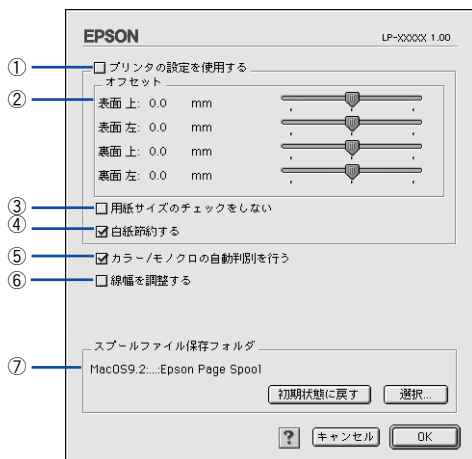 EPSON LP-XXXXX 1.00
① プリンタの設定を使用する
② オフセット
表面 上: 0.0 mm
表面 左: 0.0 mm
裏面 上: 0.0 mm
裏面 左: 0.0 mm
③ 用紙サイズのチェックをしない
④ 白紙節約する
⑤ カラー/モノクロの自動判別を行う
⑥ 線幅を調整する
スプールファイル保存フォルダ
⑦ MacOS9.2:...:Epson Page Spool
初期状態に戻す 選択...
? キャンセル OK